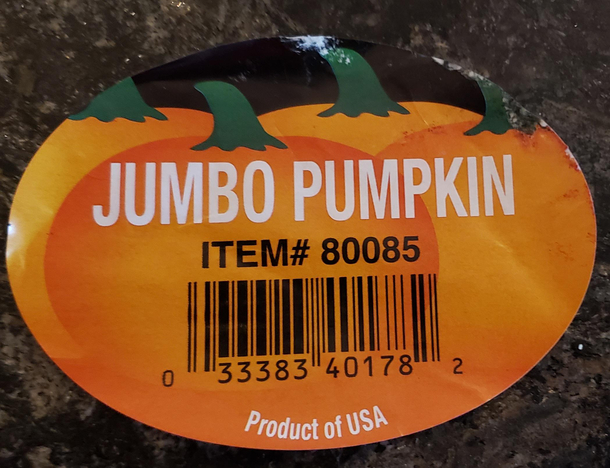 JUMBO PUMPKIN
ITEM# 80085
0 33383 40178 2
Product of USA